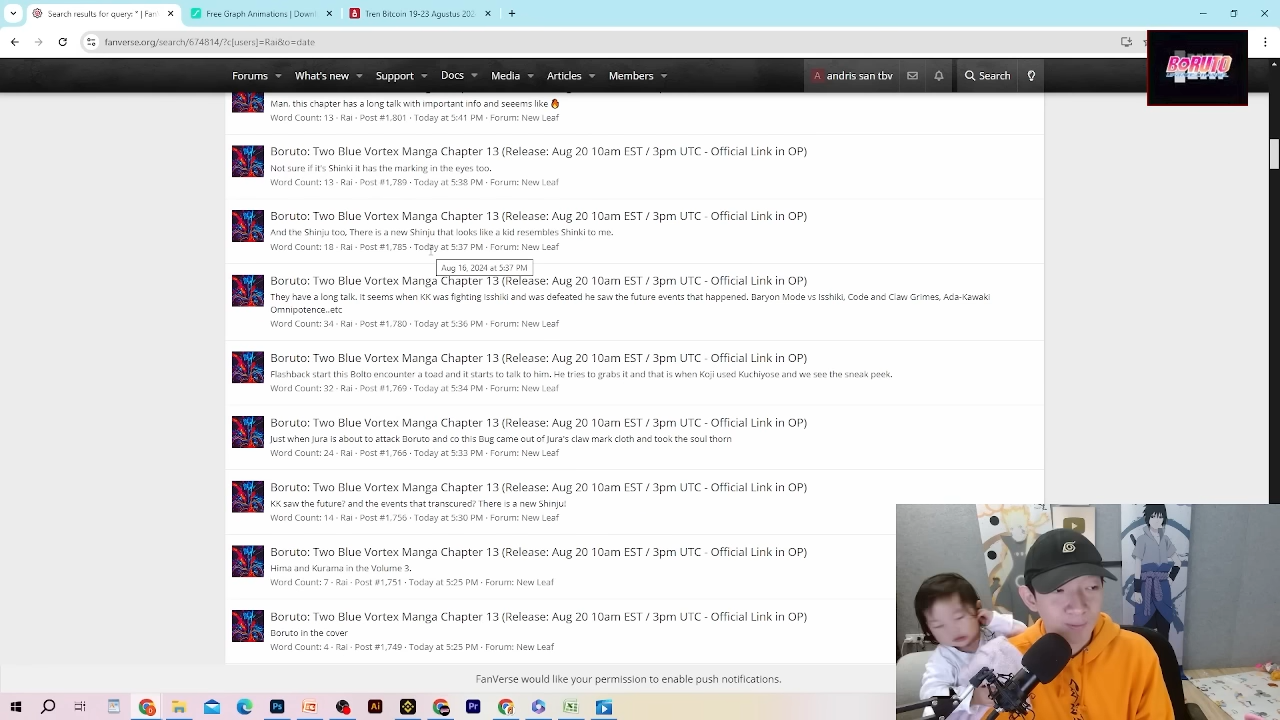 Search results for query: * | Fan
Functions |
Tren Bitcoin 19-23 Agustus 202
fanverse.org/search/674814/?c[users]=Rai&o=date
Forums What's new Support Docs Media Articles Members andris san tbv Search
BORUTO
Man, this chapter has a long talk with important info and seeems like 🔥
Word Count: 13 · Rai · Post #1,801 · Today at 5:41 PM · Forum: New Leaf
Boruto: Two Blue Vortex Manga Chapter 13 (Release: Aug 20 10am EST / 3pm UTC - Official Link in OP)
Not sure if it's Shinki it has the marking in the eyes too.
Word Count: 13 · Rai · Post #1,789 · Today at 5:38 PM · Forum: New Leaf
Boruto: Two Blue Vortex Manga Chapter 13 (Release: Aug 20 10am EST / 3pm UTC - Official Link in OP)
And the Shinju too, There is a new Shinju that looks like a kid resembles Shinki to me.
Word Count: 18 · Rai · Post #1,785 · Today at 5:37 PM · Forum: New Leaf
Aug 16, 2024 at 5:37 PM
Boruto: Two Blue Vortex Manga Chapter 13 (Release: Aug 20 10am EST / 3pm UTC - Official Link in OP)
They have a long talk. it seems when KK was fighting Isshiki and was defeated he saw the future events that happened. Baryon Mode vs Isshiki, Code and Claw Grimes, Ada-Kawaki
Omnipotence..etc
Word Count: 34 · Rai · Post #1,780 · Today at 5:36 PM · Forum: New Leaf
Boruto: Two Blue Vortex Manga Chapter 13 (Release: Aug 20 10am EST / 3pm UTC - Official Link in OP)
Flashback start this Bolto encounter a toad and it starts to talk to him. He tries to grabs it and that is when Koji used Kuchiyose and we see the sneak peek.
Word Count: 32 · Rai · Post #1,769 · Today at 5:34 PM · Forum: New Leaf
Boruto: Two Blue Vortex Manga Chapter 13 (Release: Aug 20 10am EST / 3pm UTC - Official Link in OP)
Just when Jura is about to attack Boruto and co this Bug came out of Jura's claw mark cloth and took the soul thorn
Word Count: 24 · Rai · Post #1,766 · Today at 5:33 PM · Forum: New Leaf
Boruto: Two Blue Vortex Manga Chapter 13 (Release: Aug 20 10am EST / 3pm UTC - Official Link in OP)
KK saw the future? and the events that transcured? There is a new Shinju!
Word Count: 14 · Rai · Post #1,756 · Today at 5:30 PM · Forum: New Leaf
Boruto: Two Blue Vortex Manga Chapter 13 (Release: Aug 20 10am EST / 3pm UTC - Official Link in OP)
Hima and Kurama in the Volume 3.
Word Count: 7 · Rai · Post #1,751 · Today at 5:25 PM · Forum: New Leaf
Boruto: Two Blue Vortex Manga Chapter 13 (Release: Aug 20 10am EST / 3pm UTC - Official Link in OP)
Boruto in the cover
Word Count: 4 · Rai · Post #1,749 · Today at 5:25 PM · Forum: New Leaf
FanVerse would like your permission to enable push notifications.